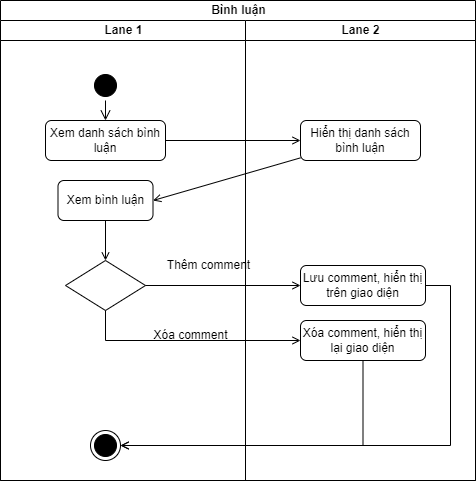 Bình luận
Lane 1
Lane 2
Xem danh sách bình
luận
Hiển thị danh sách
bình luận
Xem bình luận
Thêm comment
Lưu comment, hiển thị
trên giao diện
Xóa comment
Xóa comment, hiển thị
lại giao diện